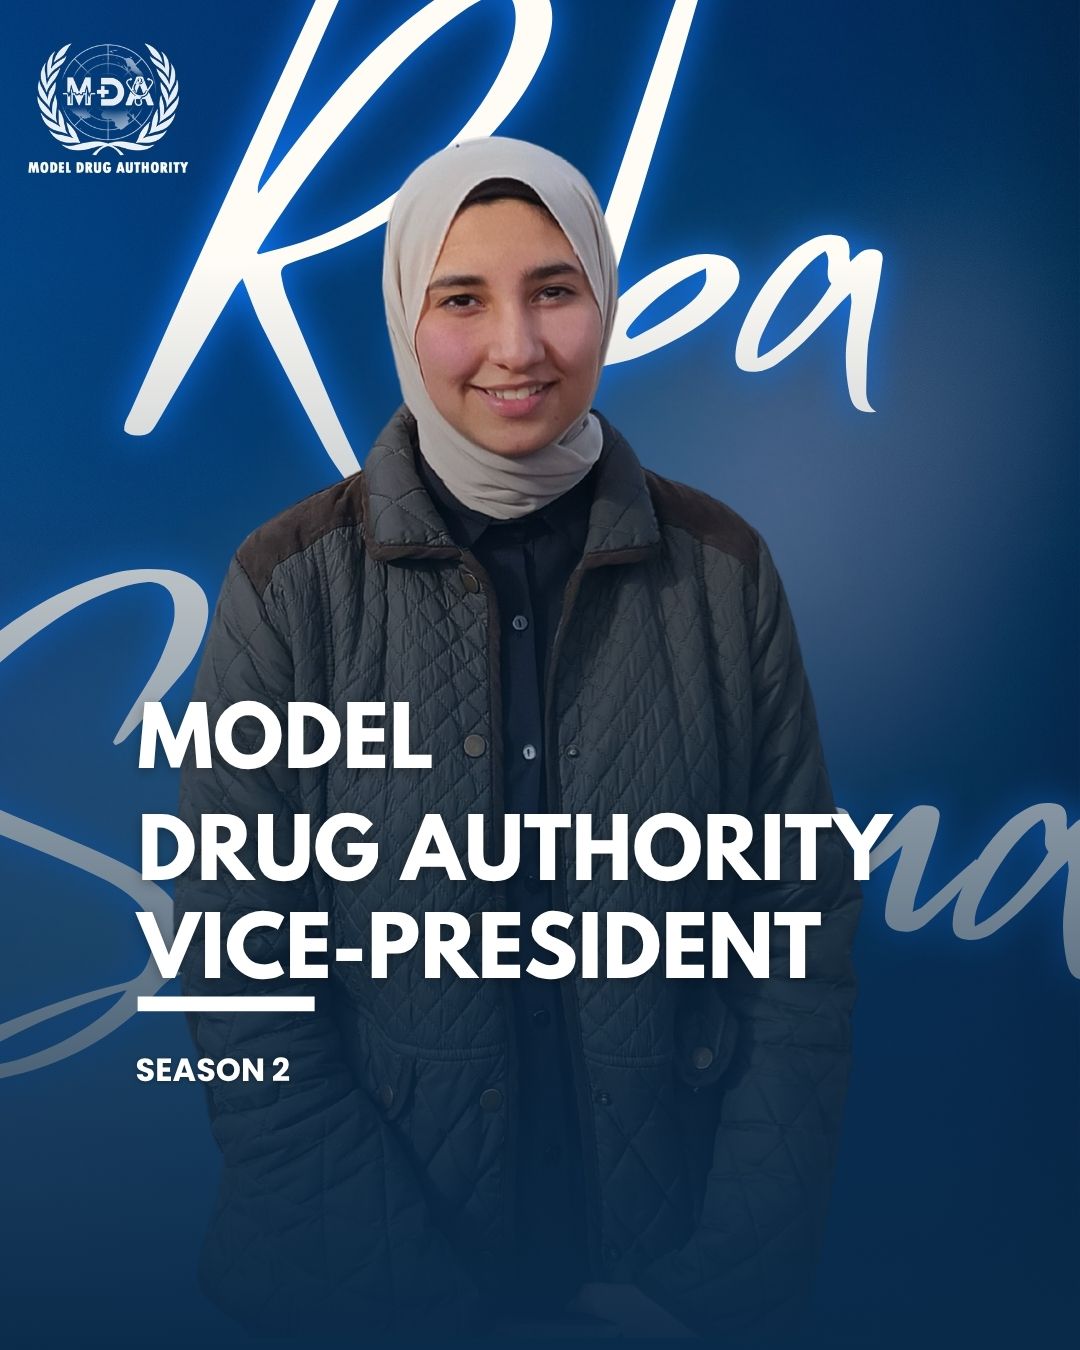 MDA
MODEL DRUG AUTHORITY
MODEL
DRUG AUTHORITY
VICE-PRESIDENT
SEASON 2